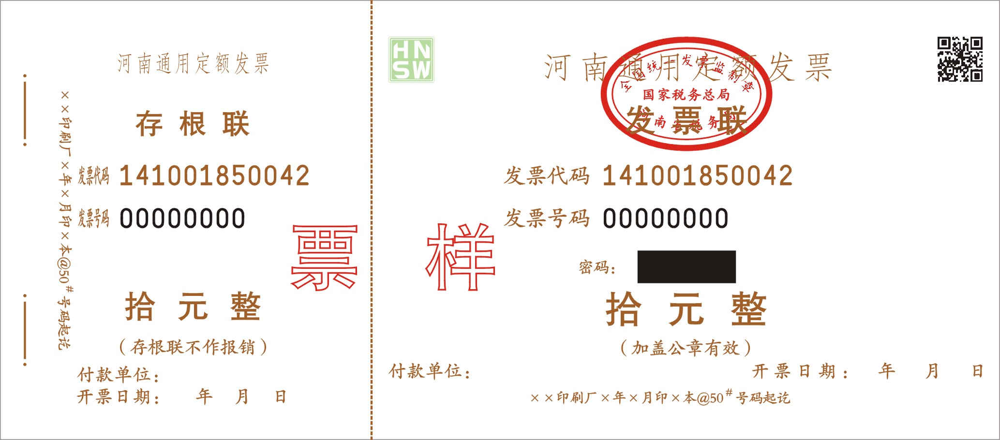 河南通用定额发票
存根联
发票代码 141001850042
发票号码 00000000
拾元整
（存根联不作报销）
付款单位：
开票日期： 年 月 日
××印刷厂×年×月印×本@50#号码起讫
票样
HN
SW
河南通用定额发票
全国统一发票监制章
国家税务总局
河南省税务局
发票联
发票代码 141001850042
发票号码 00000000
密码：
拾元整
（加盖公章有效）
付款单位：
开票日期： 年 月 日
××印刷厂×年×月印×本@50#号码起讫